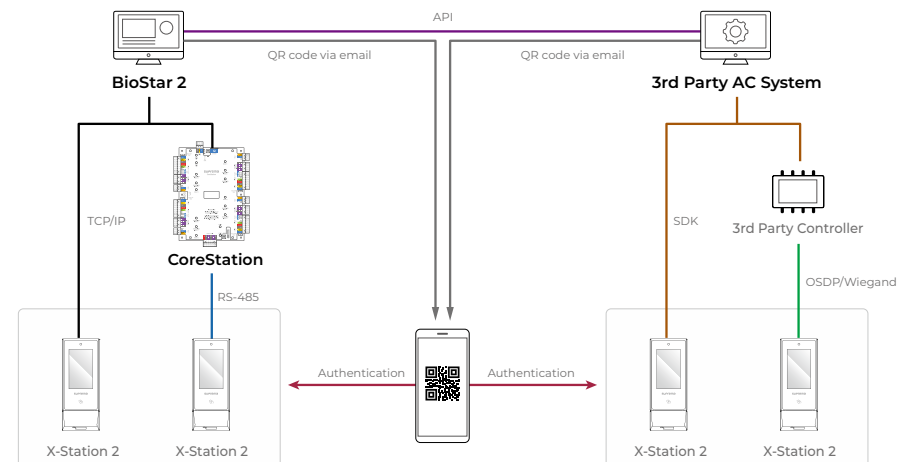 API
QR code via email
QR code via email
BioStar 2
3rd Party AC System
TCP/IP
SDK
3rd Party Controller
CoreStation
RS-485
OSDP/Wiegand
Authentication
Authentication
X-Station 2
X-Station 2
X-Station 2
X-Station 2